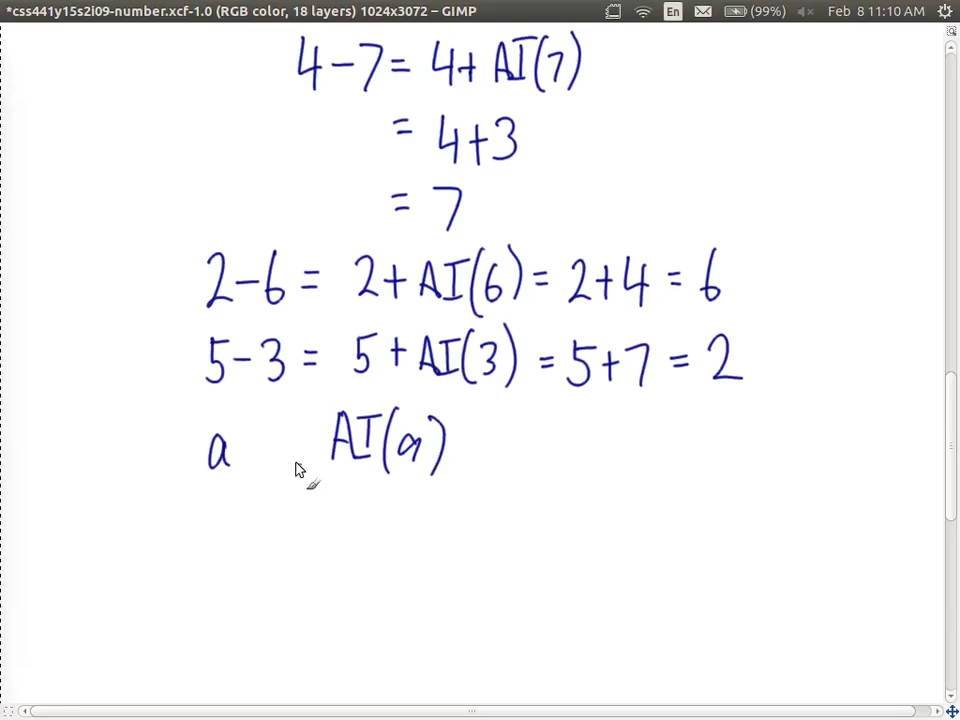 *css441y15s2i09-number.xcf-1.0 (RGB color, 18 layers) 1024x3072 – GIMP En (99%) Feb 8 11:10 AM
4-7= 4+ AI(7)
= 4+3
= 7
2-6 = 2+AI(6) = 2+4 = 6
5-3 = 5+AI(3) = 5+7 = 2
a AI(a)